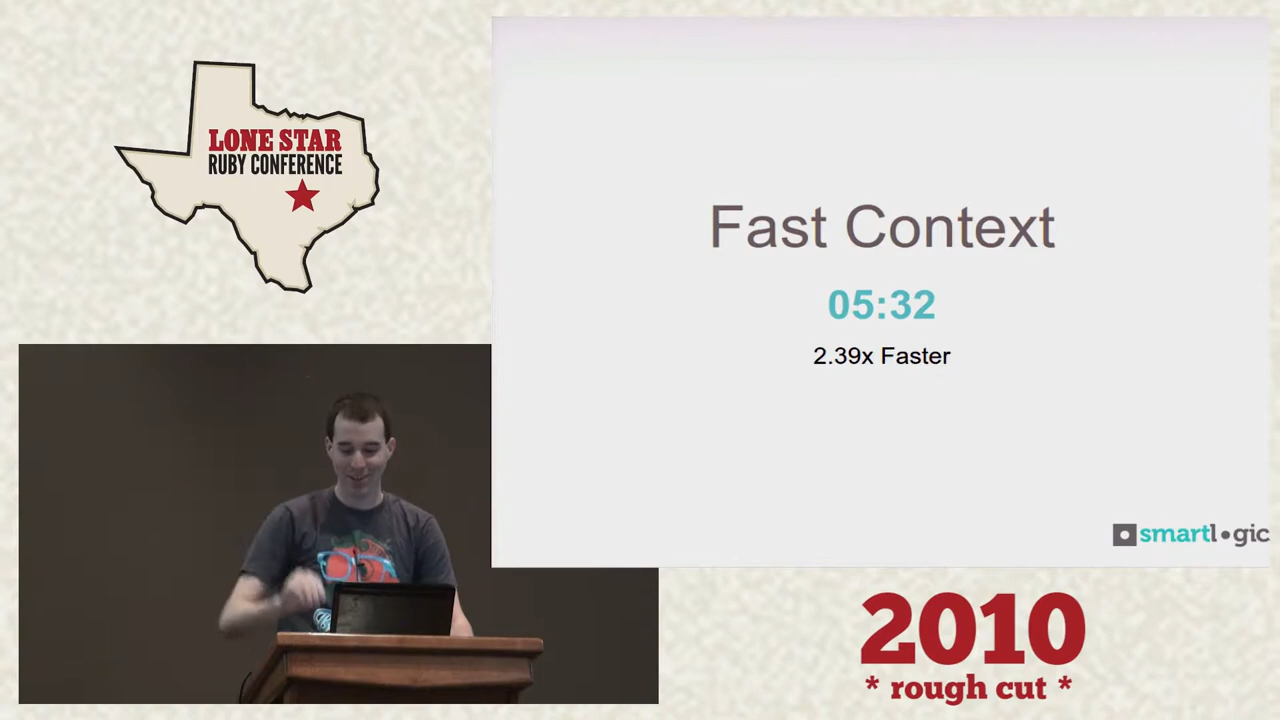 LONE STAR
RUBY CONFERENCE
Fast Context
05:32
2.39x Faster
smartlogic
2010
* rough cut *